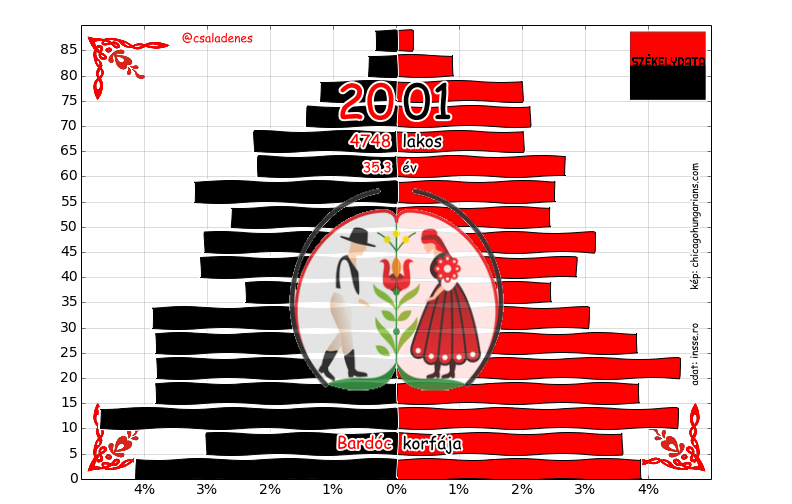 @csaladenes
SZÉKELYDATA
2001
4748 lakos
35.3 év
kép: chicagohungarians.com
adat: insse.ro
Bardóc korfája
85
80
75
70
65
60
55
50
45
40
35
30
25
20
15
10
5
0
4% 3% 2% 1% 0% 1% 2% 3% 4%